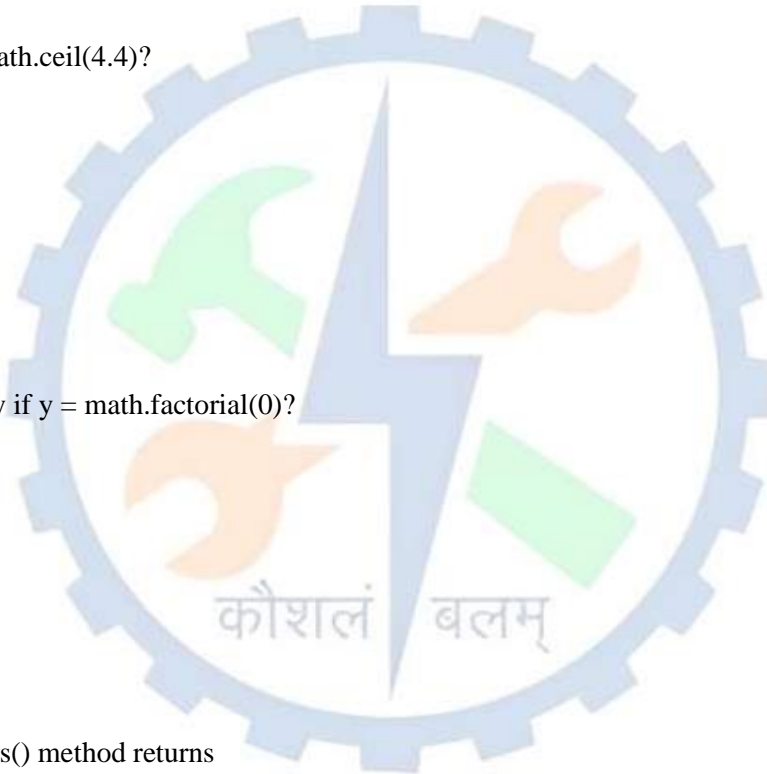 ath.ceil(4.4)?
y if y = math.factorial(0)?
कौशलं बलम्
s() method returns